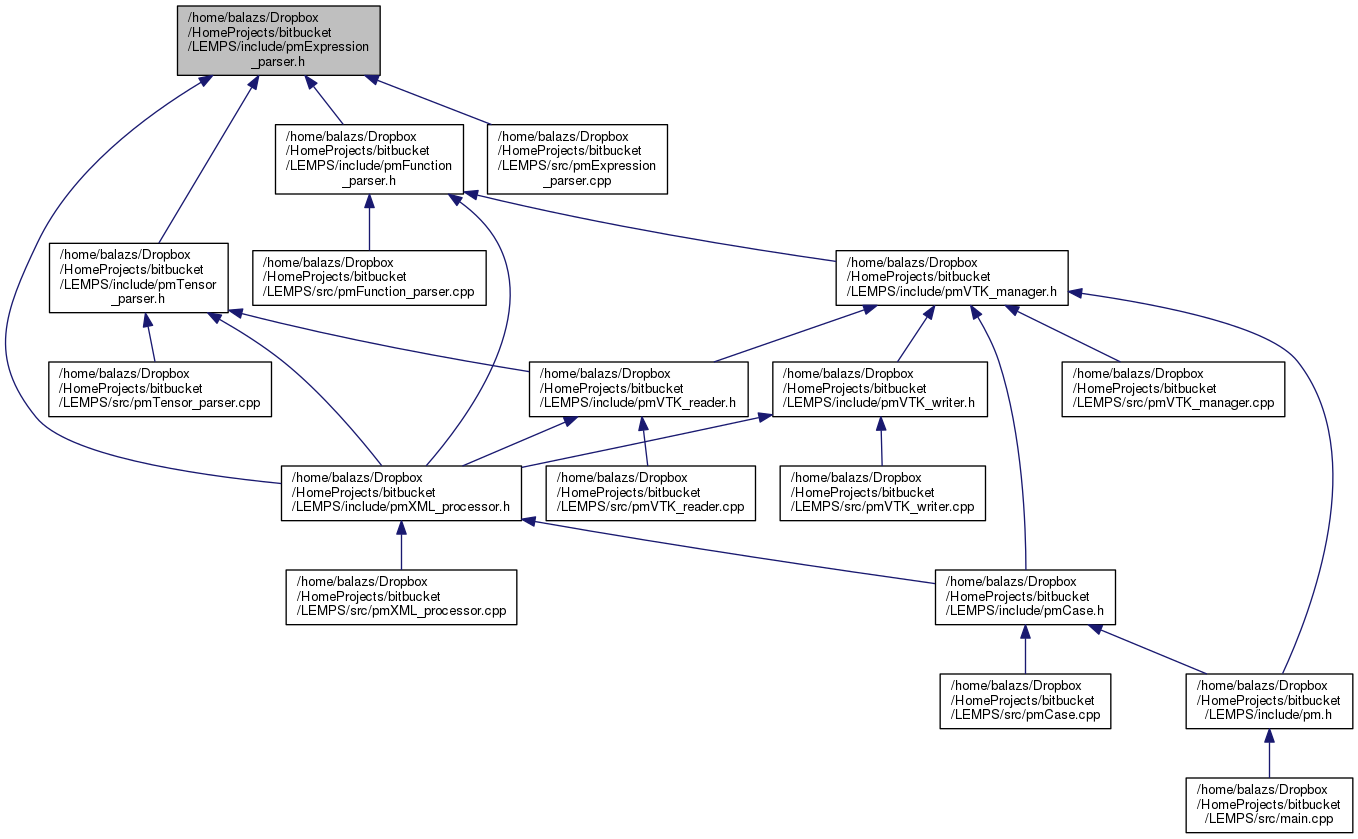 /home/balazs/Dropbox
/HomeProjects/bitbucket
/LEMPS/include/pmExpression
_parser.h
/home/balazs/Dropbox
/HomeProjects/bitbucket
/LEMPS/include/pmFunction
_parser.h
/home/balazs/Dropbox
/HomeProjects/bitbucket
/LEMPS/src/pmExpression
_parser.cpp
/home/balazs/Dropbox
/HomeProjects/bitbucket
/LEMPS/include/pmTensor
_parser.h
/home/balazs/Dropbox
/HomeProjects/bitbucket
/LEMPS/src/pmFunction_parser.cpp
/home/balazs/Dropbox
/HomeProjects/bitbucket
/LEMPS/include/pmVTK_manager.h
/home/balazs/Dropbox
/HomeProjects/bitbucket
/LEMPS/src/pmTensor_parser.cpp
/home/balazs/Dropbox
/HomeProjects/bitbucket
/LEMPS/include/pmVTK_reader.h
/home/balazs/Dropbox
/HomeProjects/bitbucket
/LEMPS/include/pmVTK_writer.h
/home/balazs/Dropbox
/HomeProjects/bitbucket
/LEMPS/src/pmVTK_manager.cpp
/home/balazs/Dropbox
/HomeProjects/bitbucket
/LEMPS/include/pmXML_processor.h
/home/balazs/Dropbox
/HomeProjects/bitbucket
/LEMPS/src/pmVTK_reader.cpp
/home/balazs/Dropbox
/HomeProjects/bitbucket
/LEMPS/src/pmVTK_writer.cpp
/home/balazs/Dropbox
/HomeProjects/bitbucket
/LEMPS/src/pmXML_processor.cpp
/home/balazs/Dropbox
/HomeProjects/bitbucket
/LEMPS/include/pmCase.h
/home/balazs/Dropbox
/HomeProjects/bitbucket
/LEMPS/src/pmCase.cpp
/home/balazs/Dropbox
/HomeProjects/bitbucket
/LEMPS/include/pm.h
/home/balazs/Dropbox
/HomeProjects/bitbucket
/LEMPS/src/main.cpp